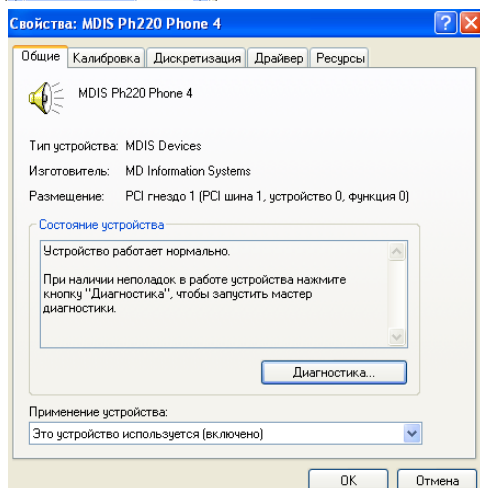 Свойства: MDIS Ph220 Phone 4
Общие Калибровка Дискретизация Драйвер Ресурсы
MDIS Ph220 Phone 4
Тип устройства: MDIS Devices
Изготовитель: MD Information Systems
Размещение: PCI гнездо 1 (PCI шина 1, устройство 0, функция 0)
Состояние устройства
Устройство работает нормально.
При наличии неполадок в работе устройства нажмите
кнопку "Диагностика", чтобы запустить мастер
диагностики.
Диагностика...
Применение устройства:
Это устройство используется (включено)
OK Отмена